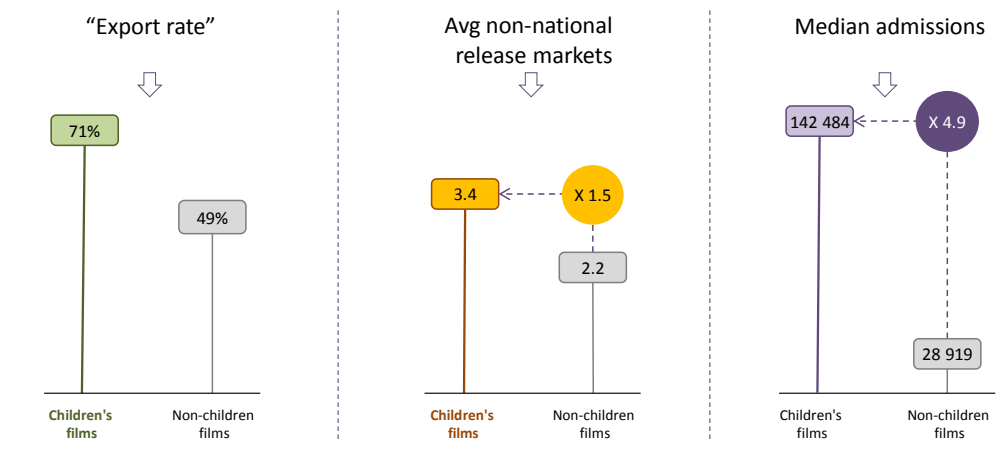 “Export rate”
71%
49%
Children's
films
Non-children
films
Avg non-national
release markets
3.4
X 1.5
2.2
Children's
films
Non-children
films
Median admissions
142 484
X 4.9
28 919
Children's
films
Non-children
films